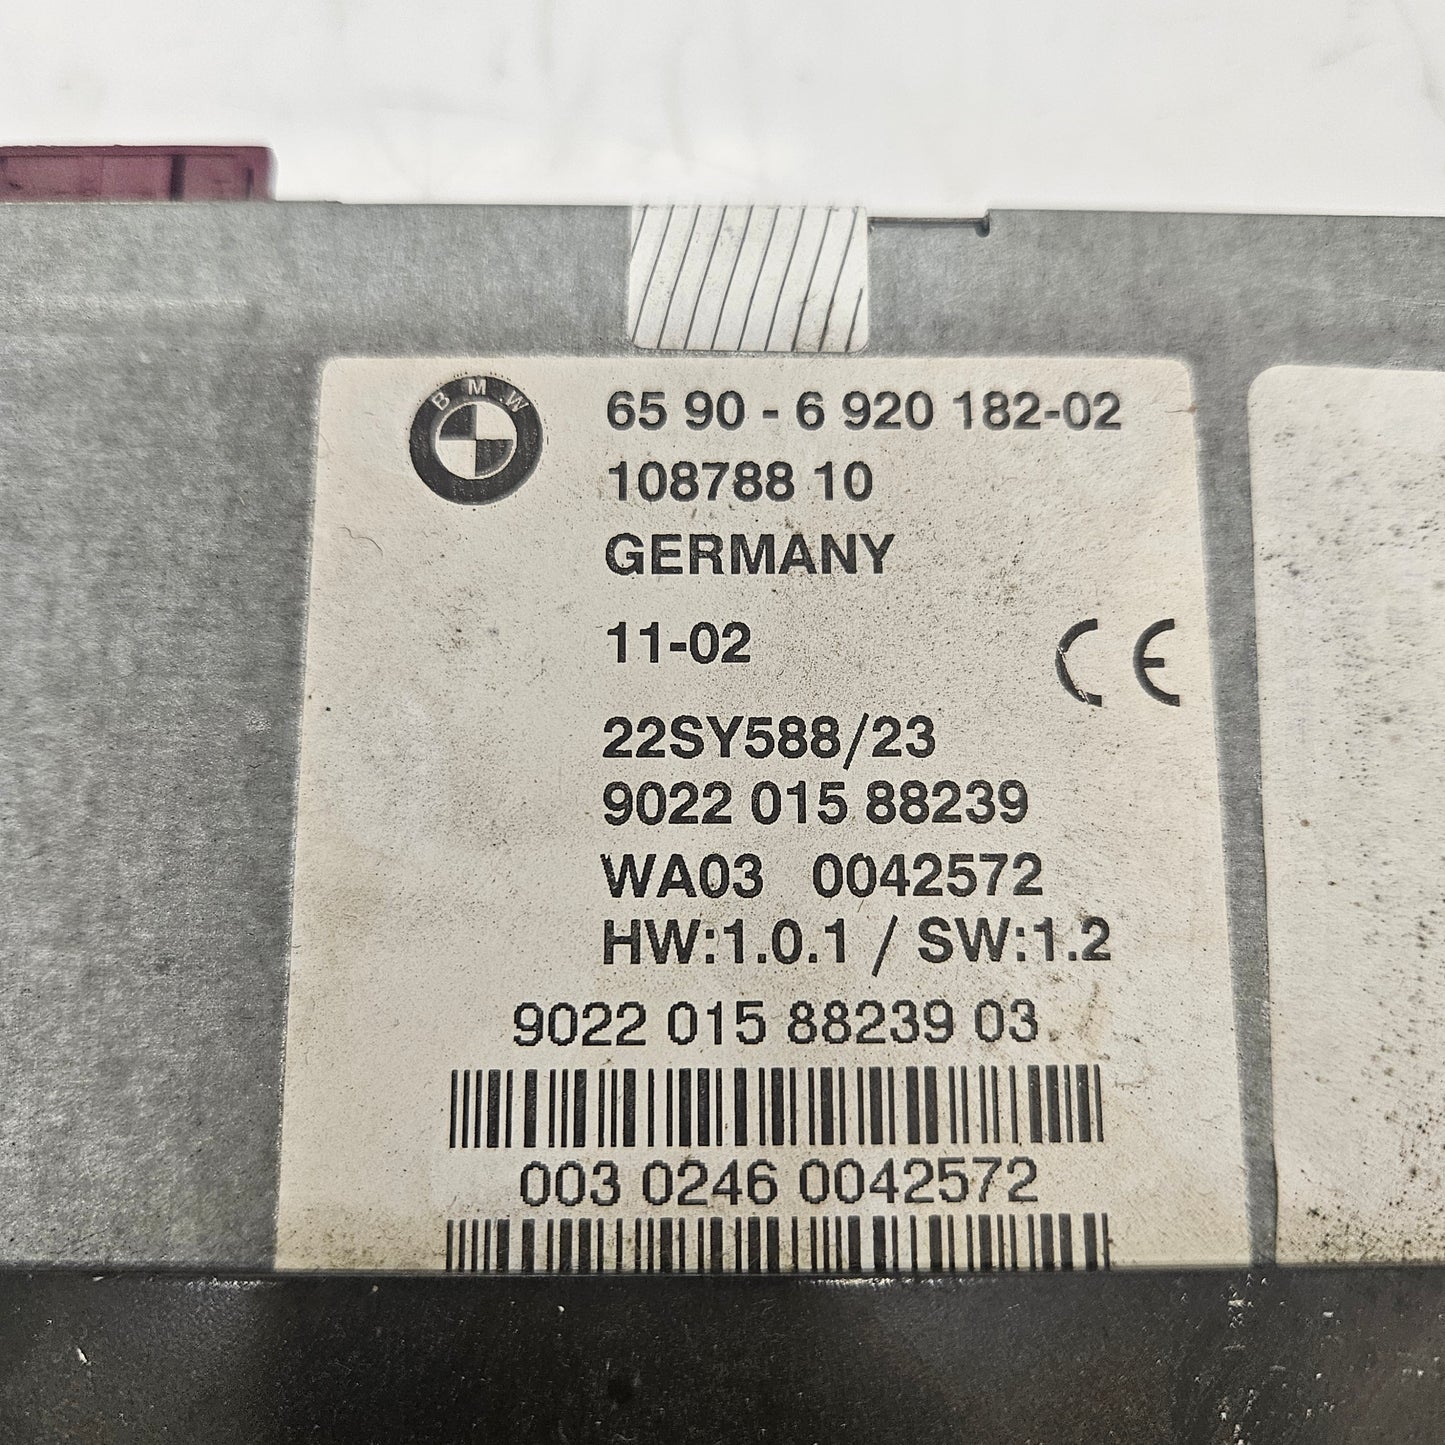 BMW
65 90 - 6 920 182-02
108788 10
GERMANY
11-02
CE
22SY588/23
9022 015 88239
WA03 0042572
HW:1.0.1 / SW:1.2
9022 015 88239 03
003 0246 0042572